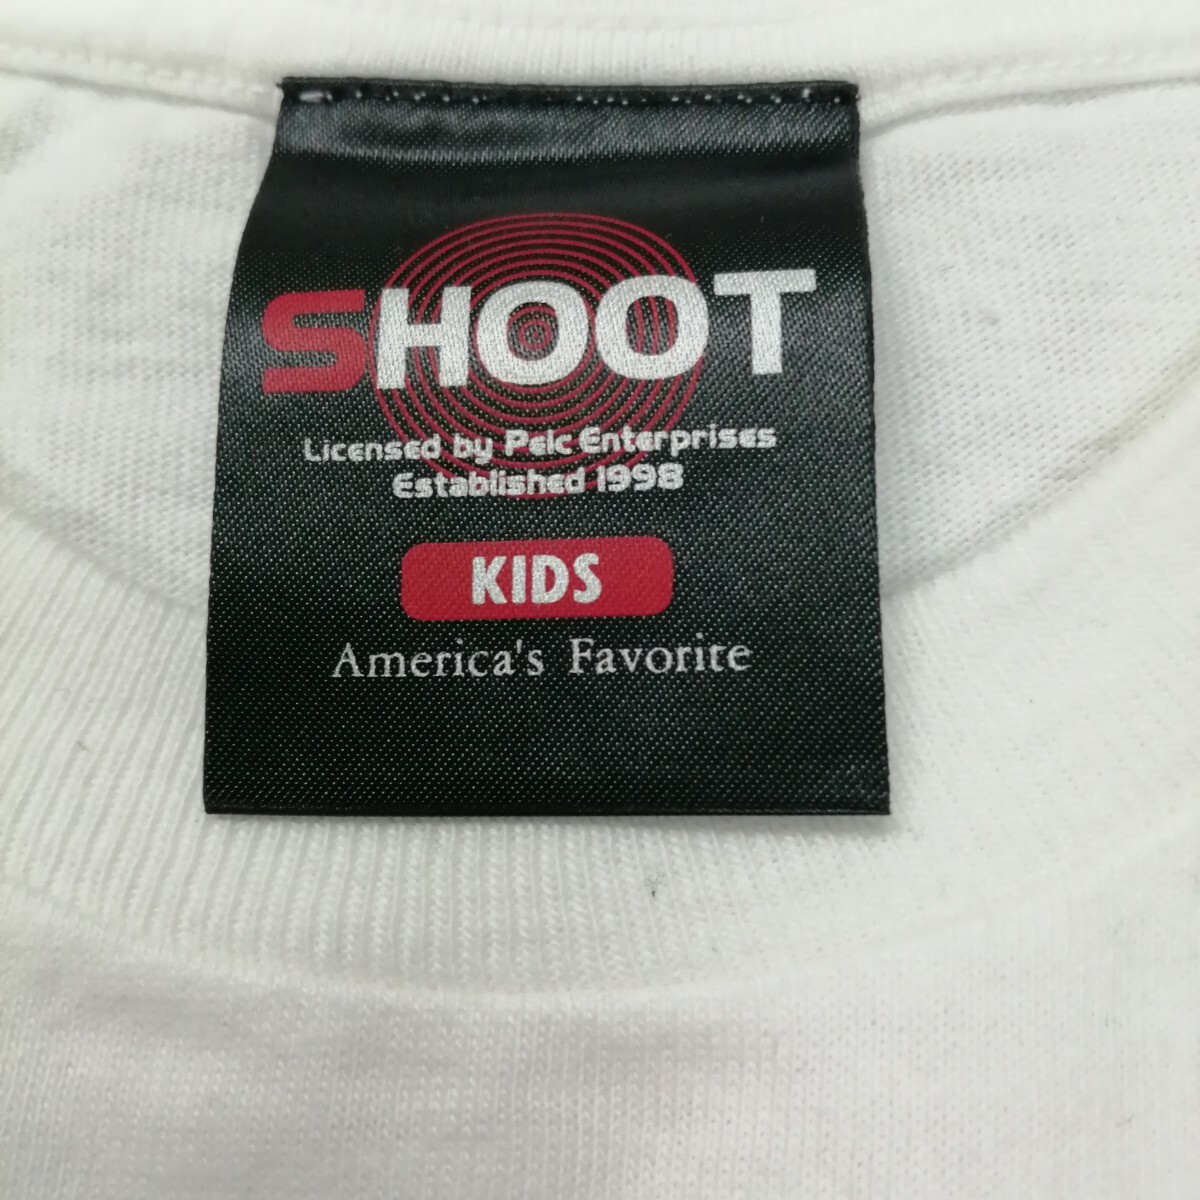 SHOOT
Licensed by Pelc Enterprises
Established 1998
KIDS
America's Favorite